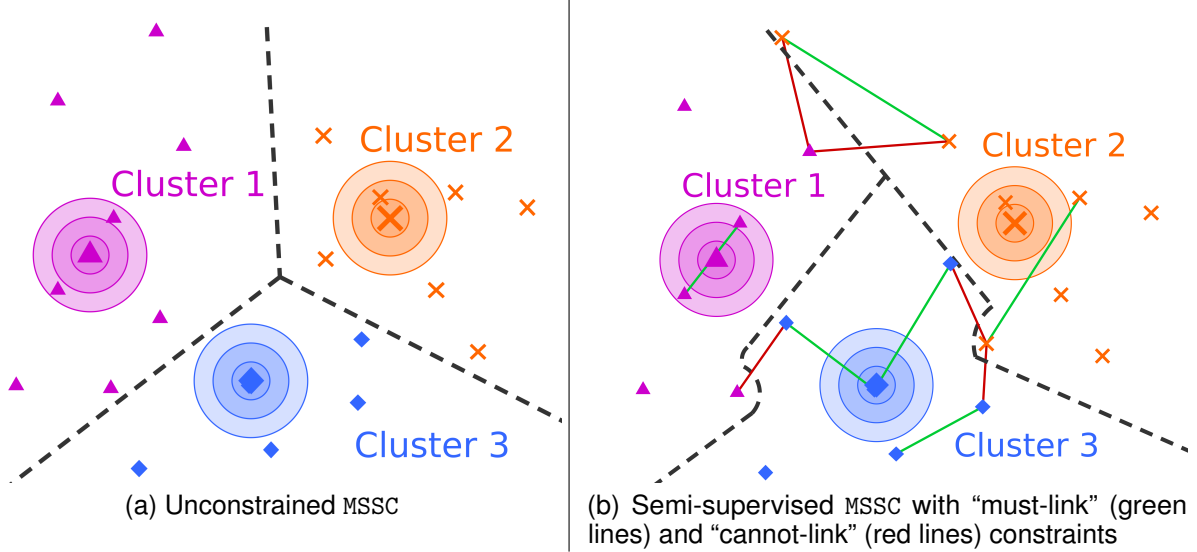 Cluster 1
Cluster 2
Cluster 3
(a) Unconstrained MSSC
Cluster 1
Cluster 2
Cluster 3
(b) Semi-supervised MSSC with “must-link” (green
lines) and “cannot-link” (red lines) constraints